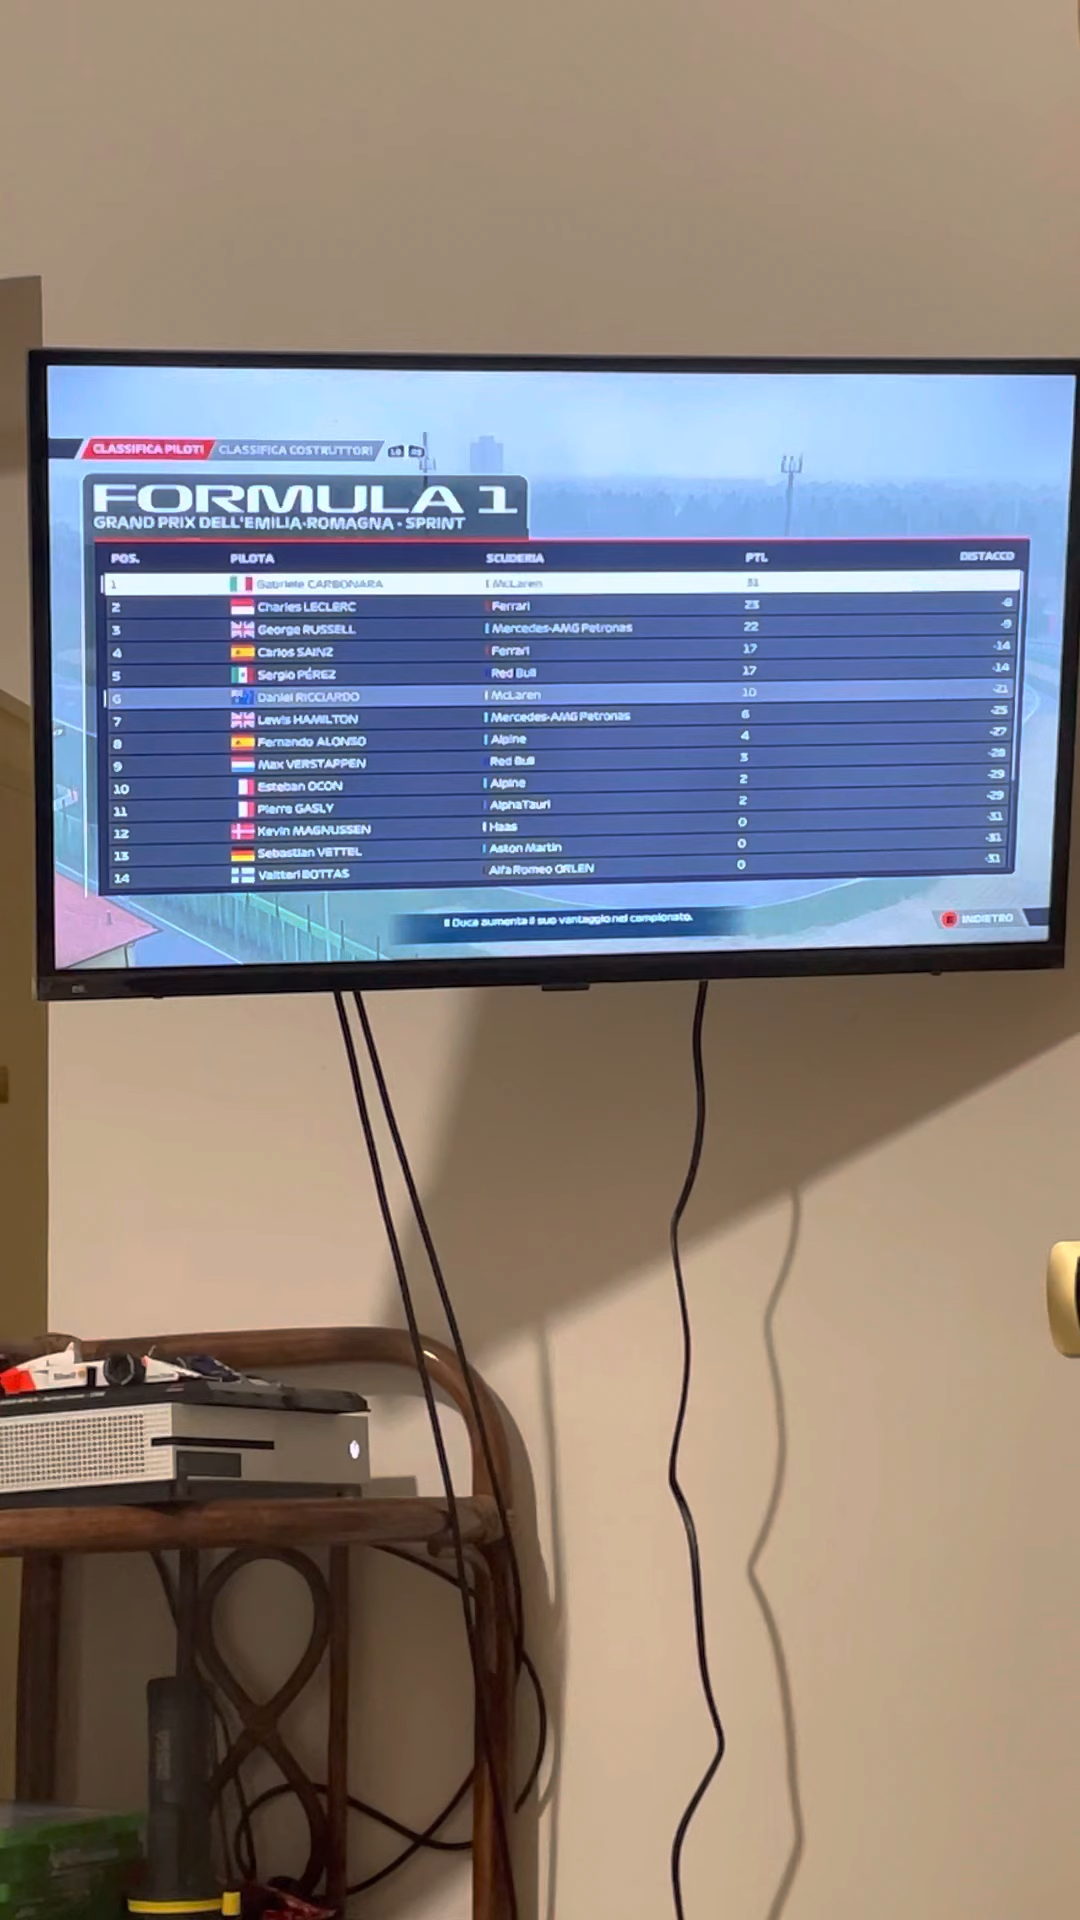 CLASSIFICA PILOTI CLASSIFICA COSTRUTTORI LB RB
FORMULA 1
GRAND PRIX DELL'EMILIA-ROMAGNA - SPRINT
POS. PILOTA SCUDERIA PTI. DISTACCO
1 Gabriele CARBONARA McLaren 31
2 Charles LECLERC Ferrari 23 -8
3 George RUSSELL Mercedes-AMG Petronas 22 -9
4 Carlos SAINZ Ferrari 17 -14
5 Sergio PÉREZ Red Bull 17 -14
6 Daniel RICCIARDO McLaren 10 -21
7 Lewis HAMILTON Mercedes-AMG Petronas 6 -25
8 Fernando ALONSO Alpine 4 -27
9 Max VERSTAPPEN Red Bull 3 -28
10 Esteban OCON Alpine 2 -29
11 Pierre GASLY AlphaTauri 2 -29
12 Kevin MAGNUSSEN Haas 0 -31
13 Sebastian VETTEL Aston Martin 0 -31
14 Valtteri BOTTAS Alfa Romeo ORLEN 0 -31
Il Duca aumenta il suo vantaggio nel campionato.
B INDIETRO